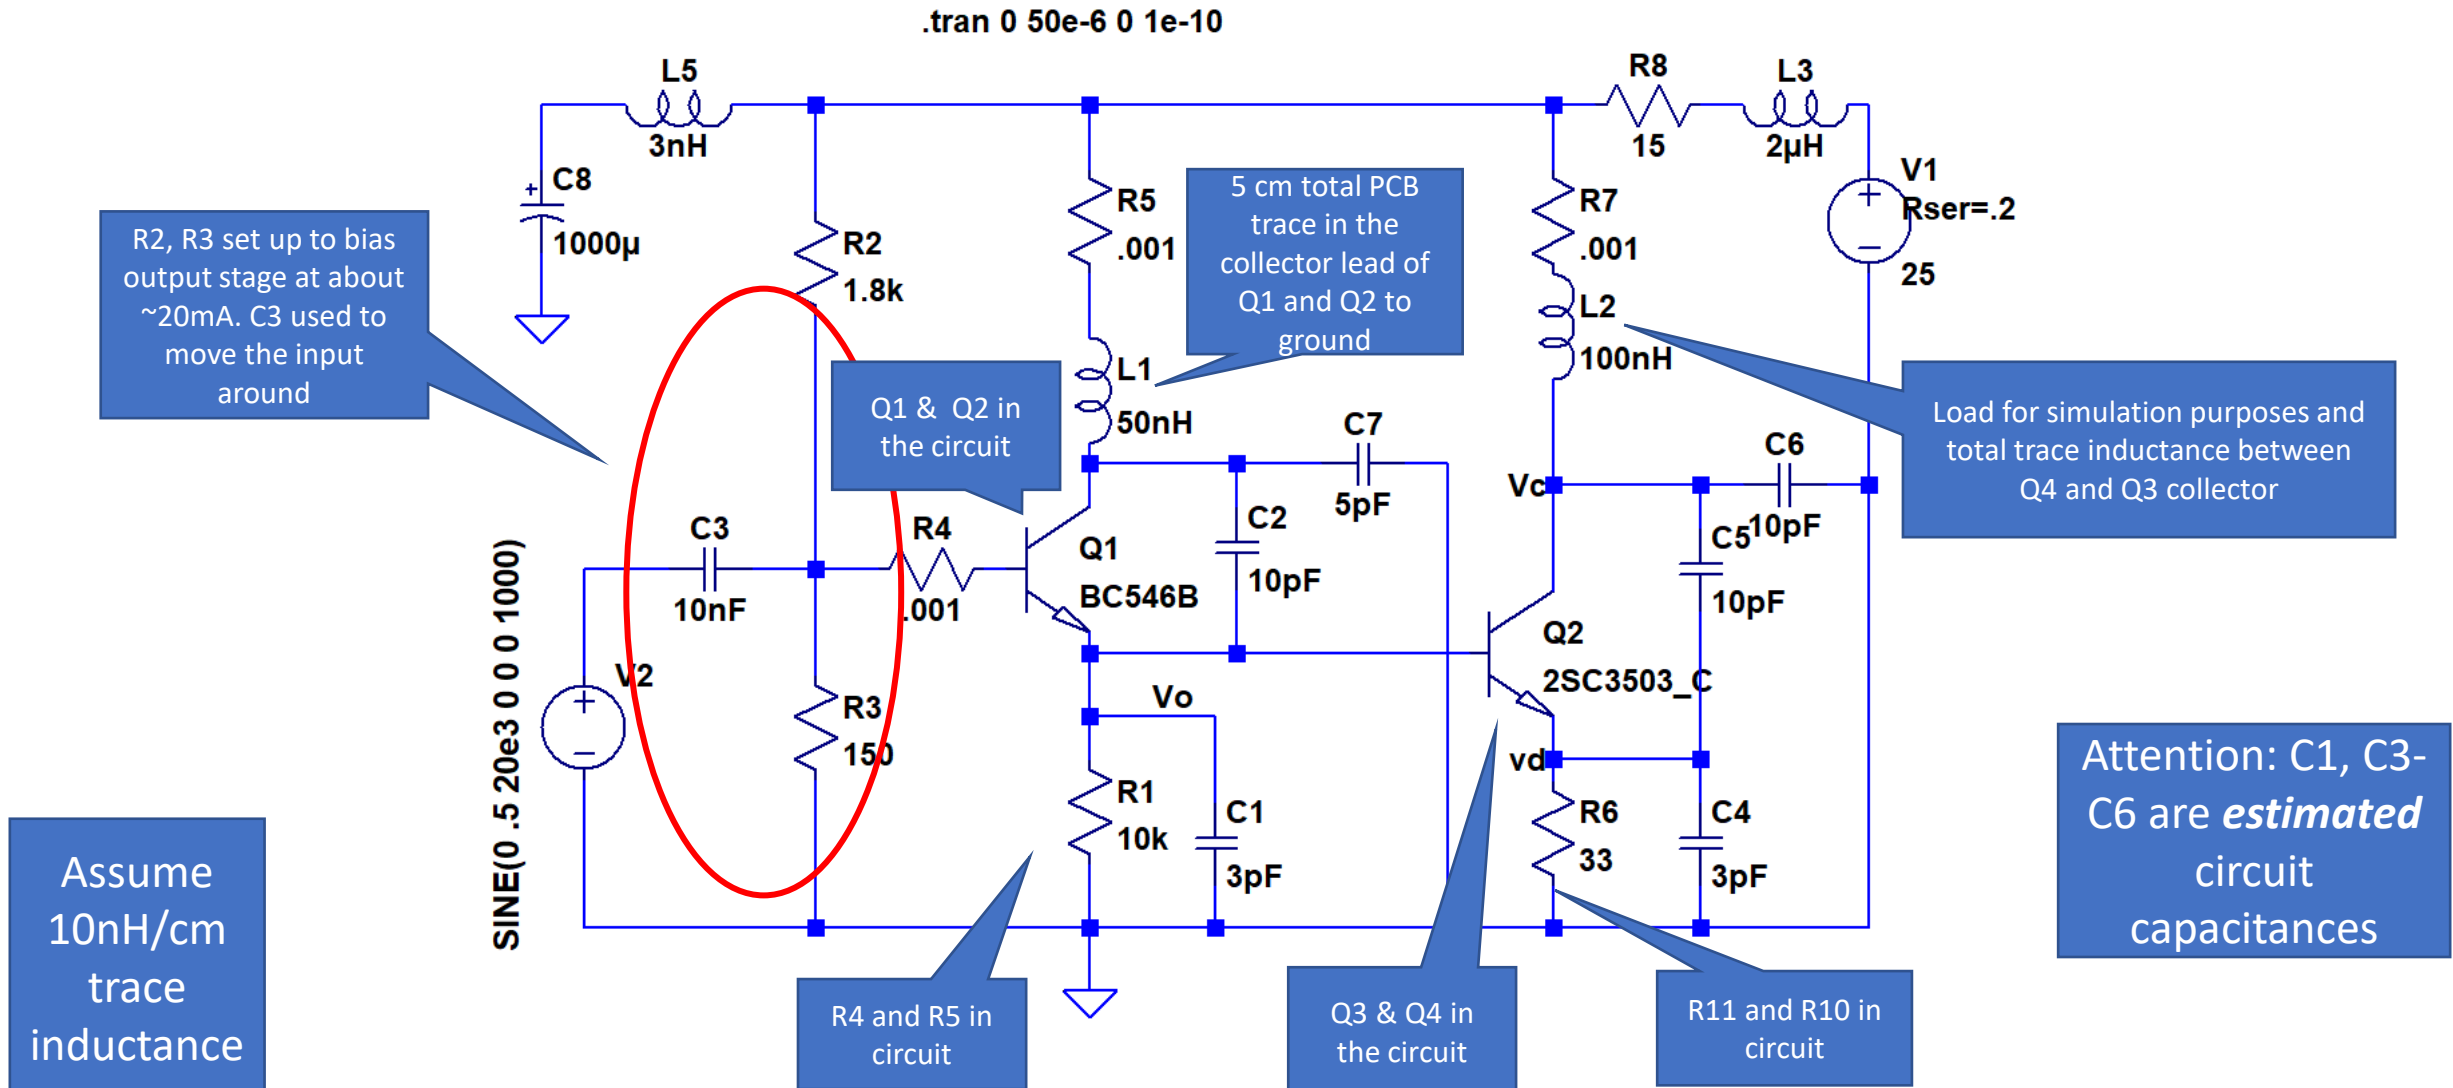 .tran 0 50e-6 0 1e-10
L5
3nH
R8
15
L3
2µH
+
C8
1000µ
R2
1.8k
R5
.001
5 cm total PCB
trace in the
collector lead of
Q1 and Q2 to
ground
R7
.001
V1
Rser=.2
25
R2, R3 set up to bias
output stage at about
~20mA. C3 used to
move the input
around
Q1 & Q2 in
the circuit
L1
50nH
L2
100nH
Load for simulation purposes and
total trace inductance between
Q4 and Q3 collector
C7
5pF
Vc
C6
10pF
C3
10nF
R4
.001
Q1
BC546B
C2
10pF
C5
10pF
SINE(0 .5 20e3 0 0 0 1000)
V2
Q2
2SC3503_C
R3
150
Vo
vd
R1
10k
C1
3pF
R6
33
C4
3pF
Attention: C1, C3-
C6 are estimated
circuit
capacitances
Assume
10nH/cm
trace
inductance
R4 and R5 in
circuit
Q3 & Q4 in
the circuit
R11 and R10 in
circuit